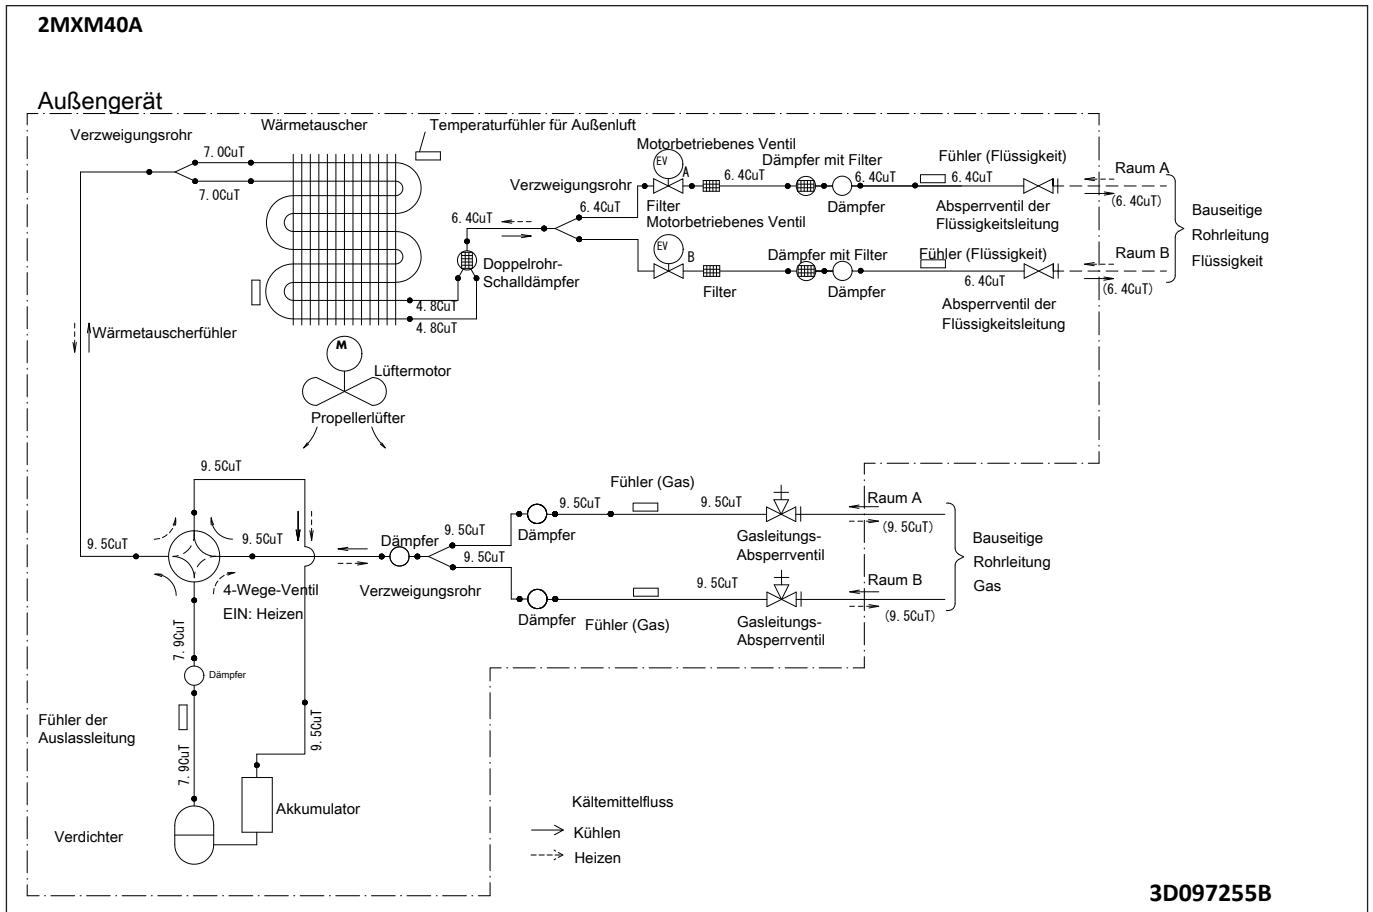 2MXM40A
Außengerät
Verzweigungsrohr
Wärmetauscher
Temperaturfühler für Außenluft
7.0CuT
7.0CuT
Motorbetriebenes Ventil
EV
A
Filter
6.4CuT
Dämpfer mit Filter
6.4CuT
Dämpfer
Fühler (Flüssigkeit)
6.4CuT
Absperrventil der
Flüssigkeitsleitung
Raum A
(6.4CuT)
Verzweigungsrohr
6.4CuT
6.4CuT
Motorbetriebenes Ventil
EV
B
Filter
Dämpfer mit Filter
Dämpfer
Fühler (Flüssigkeit)
6.4CuT
Absperrventil der
Flüssigkeitsleitung
Raum B
(6.4CuT)
Bauseitige
Rohrleitung
Flüssigkeit
Doppelrohr-
Schalldämpfer
4.8CuT
4.8CuT
Wärmetauscherfühler
M
Lüftermotor
Propellerlüfter
9.5CuT
9.5CuT
9.5CuT
4-Wege-Ventil
EIN: Heizen
Dämpfer
Verzweigungsrohr
9.5CuT
9.5CuT
Dämpfer
9.5CuT
Fühler (Gas)
9.5CuT
Gasleitungs-
Absperrventil
Raum A
(9.5CuT)
Dämpfer
Fühler (Gas)
9.5CuT
Gasleitungs-
Absperrventil
Raum B
(9.5CuT)
Bauseitige
Rohrleitung
Gas
7.9CuT
Dämpfer
Fühler der
Auslassleitung
7.9CuT
9.5CuT
Akkumulator
Verdichter
Kältemittelfluss
Kühlen
Heizen
3D097255B